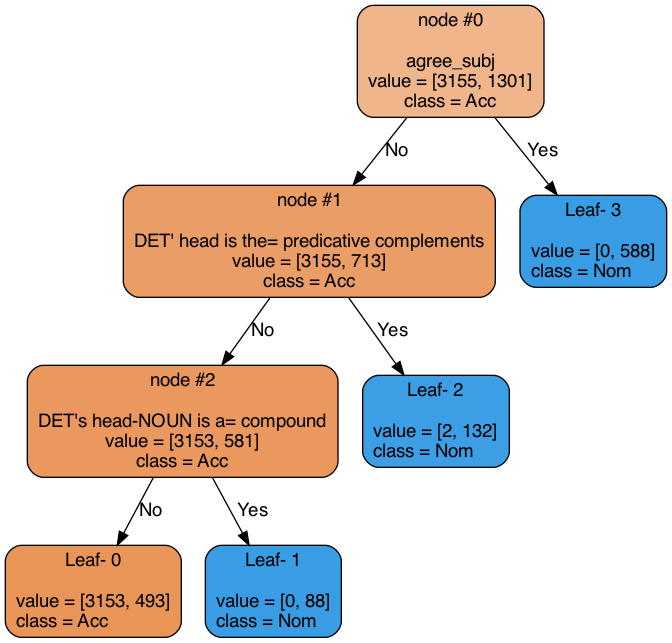 node #0
agree_subj
value = [3155, 1301]
class = Acc
No
Yes
node #1
DET' head is the= predicative complements
value = [3155, 713]
class = Acc
Leaf- 3
value = [0, 588]
class = Nom
No
Yes
node #2
DET's head-NOUN is a= compound
value = [3153, 581]
class = Acc
Leaf- 2
value = [2, 132]
class = Nom
No
Yes
Leaf- 0
value = [3153, 493]
class = Acc
Leaf- 1
value = [0, 88]
class = Nom